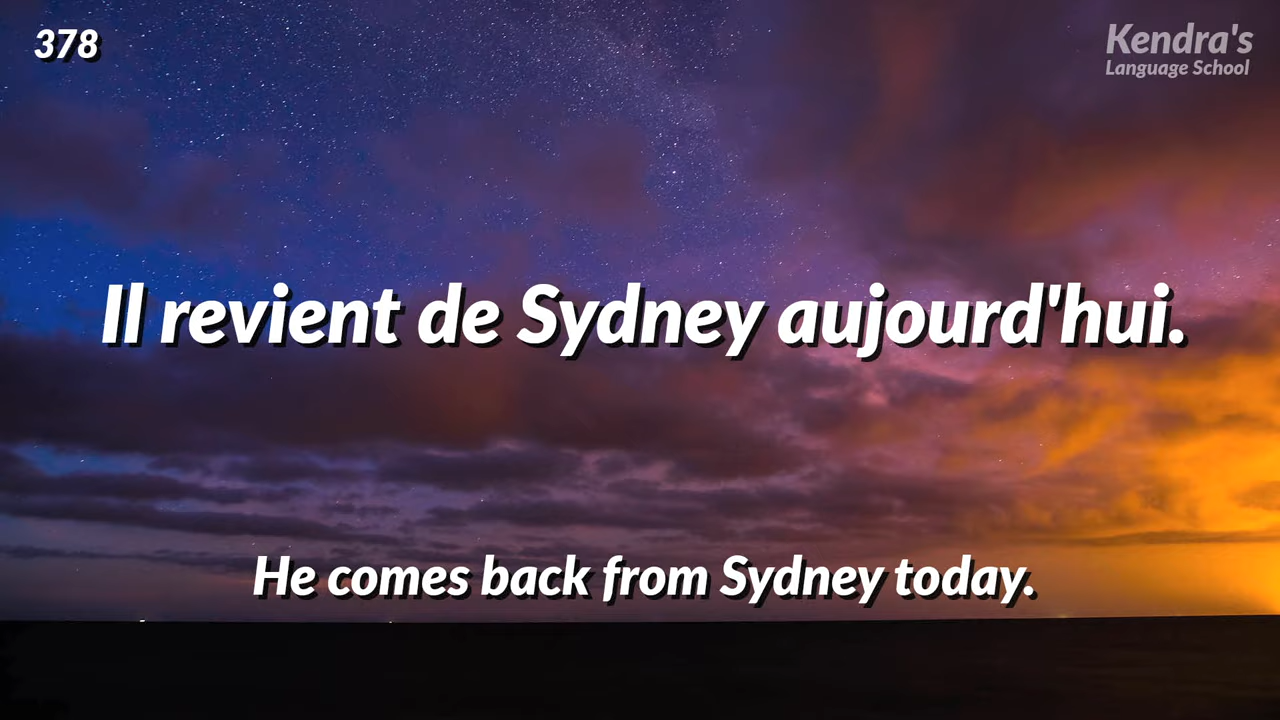 378
Kendra's
Language School
Il revient de Sydney aujourd'hui.
He comes back from Sydney today.